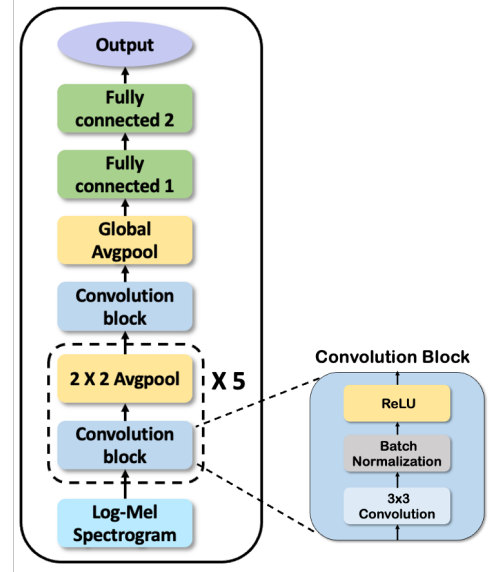 Output
Fully
connected 2
Fully
connected 1
Global
Avgpool
Convolution
block
2 X 2 Avgpool
X 5
Convolution
block
Log-Mel
Spectrogram
Convolution Block
ReLU
Batch
Normalization
3x3
Convolution